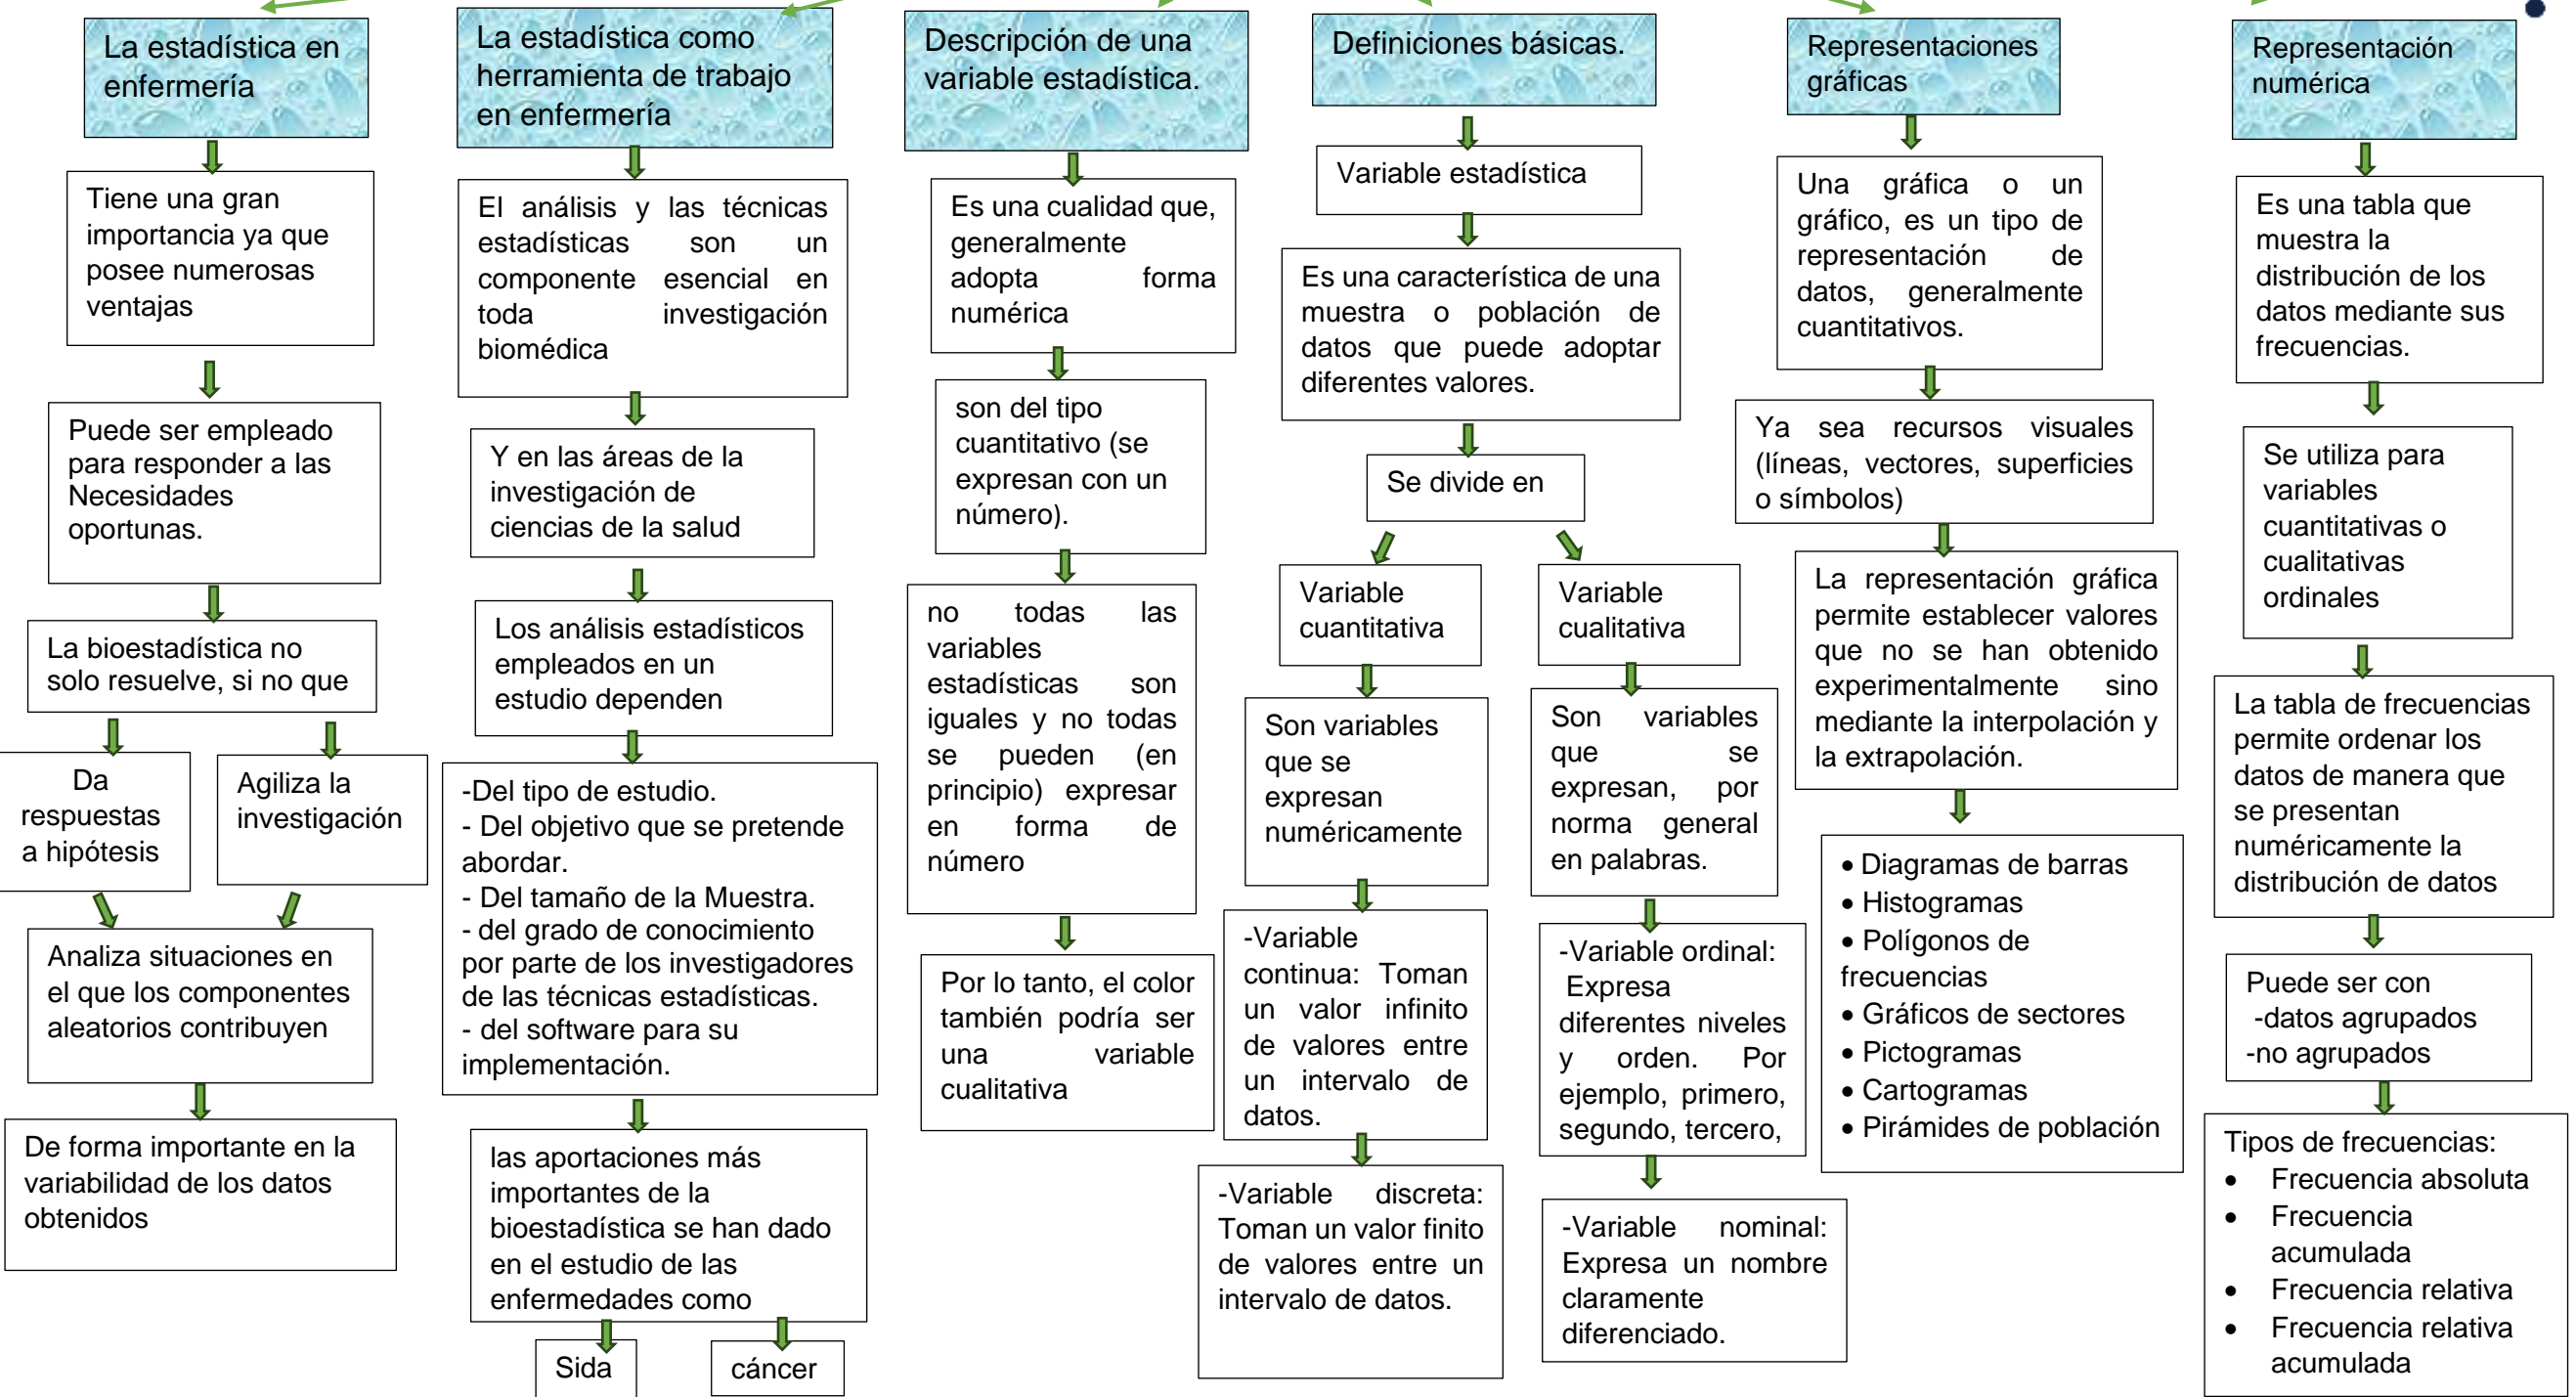 La estadística en
enfermería
Tiene una gran
importancia ya que
posee numerosas
ventajas
Puede ser empleado
para responder a las
Necesidades
oportunas.
La bioestadística no
solo resuelve, si no que
Da
respuestas
a hipótesis
Agiliza la
investigación
Analiza situaciones en
el que los componentes
aleatorios contribuyen
De forma importante en la
variabilidad de los datos
obtenidos
La estadística como
herramienta de trabajo
en enfermería
El análisis y las técnicas
estadísticas son un
componente esencial en
toda investigación
biomédica
Y en las áreas de la
investigación de
ciencias de la salud
Los análisis estadísticos
empleados en un
estudio dependen
-Del tipo de estudio.
- Del objetivo que se pretende
abordar.
- Del tamaño de la Muestra.
- del grado de conocimiento
por parte de los investigadores
de las técnicas estadísticas.
- del software para su
implementación.
las aportaciones más
importantes de la
bioestadística se han dado
en el estudio de las
enfermedades como
Sida
cáncer
Descripción de una
variable estadística.
Es una cualidad que,
generalmente
adopta forma
numérica
son del tipo
cuantitativo (se
expresan con un
número).
no todas las
variables
estadísticas son
iguales y no todas
se pueden (en
principio) expresar
en forma de
número
Por lo tanto, el color
también podría ser
una variable
cualitativa
Definiciones básicas.
Variable estadística
Es una característica de una
muestra o población de
datos que puede adoptar
diferentes valores.
Se divide en
Variable
cuantitativa
Son variables
que se
expresan
numéricamente
-Variable
continua: Toman
un valor infinito
de valores entre
un intervalo de
datos.
-Variable discreta:
Toman un valor finito
de valores entre un
intervalo de datos.
Variable
cualitativa
Son variables
que se
expresan, por
norma general
en palabras.
-Variable ordinal:
Expresa
diferentes niveles
y orden. Por
ejemplo, primero,
segundo, tercero,
-Variable nominal:
Expresa un nombre
claramente
diferenciado.
Representaciones
gráficas
Una gráfica o un
gráfico, es un tipo de
representación de
datos, generalmente
cuantitativos.
Ya sea recursos visuales
(líneas, vectores, superficies
o símbolos)
La representación gráfica
permite establecer valores
que no se han obtenido
experimentalmente sino
mediante la interpolación y
la extrapolación.
• Diagramas de barras
• Histogramas
• Polígonos de
frecuencias
• Gráficos de sectores
• Pictogramas
• Cartogramas
• Pirámides de población
Representación
numérica
Es una tabla que
muestra la
distribución de los
datos mediante sus
frecuencias.
Se utiliza para
variables
cuantitativas o
cualitativas
ordinales
La tabla de frecuencias
permite ordenar los
datos de manera que
se presentan
numéricamente la
distribución de datos
Puede ser con
-datos agrupados
-no agrupados
Tipos de frecuencias:
• Frecuencia absoluta
• Frecuencia
acumulada
• Frecuencia relativa
• Frecuencia relativa
acumulada